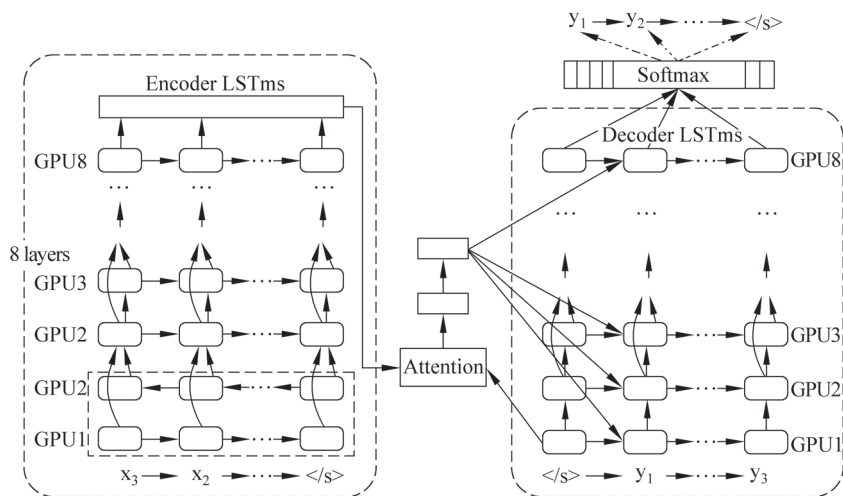 y1 y2 ... </s>
Softmax
Encoder LSTms
Decoder LSTms
GPU8 ... GPU8
... ... ... ... ... ...
8 layers
GPU3 ... ... GPU3
GPU2 ... ... GPU2
Attention
GPU2 ...
GPU1 ... ... GPU1
x3 x2 ... </s>
</s> y1 ... y3